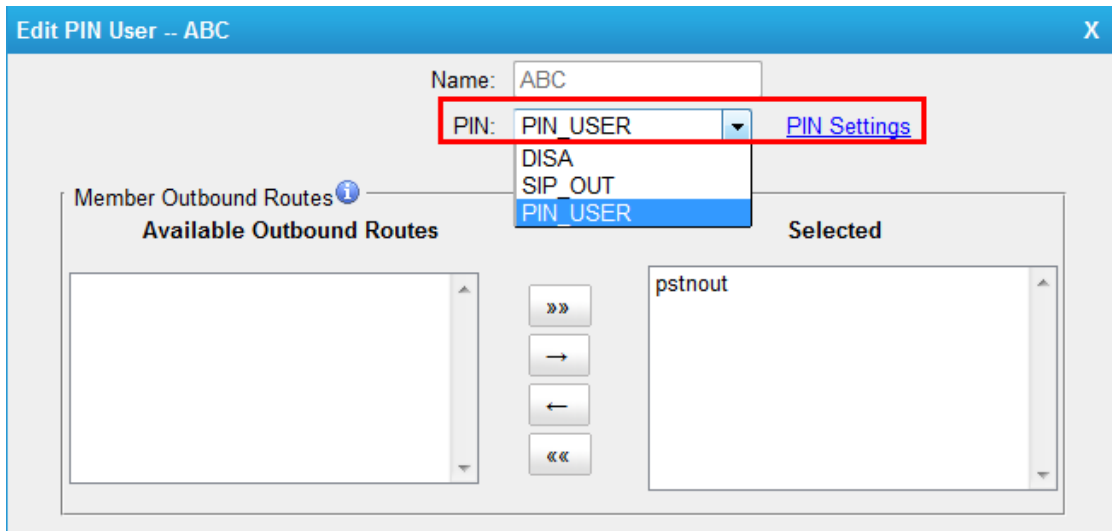 Edit PIN User -- ABC X
Name: ABC
PIN: PIN_USER PIN Settings
DISA
SIP_OUT
PIN_USER
Member Outbound Routes
Available Outbound Routes Selected
pstnout
»»
→
←
««